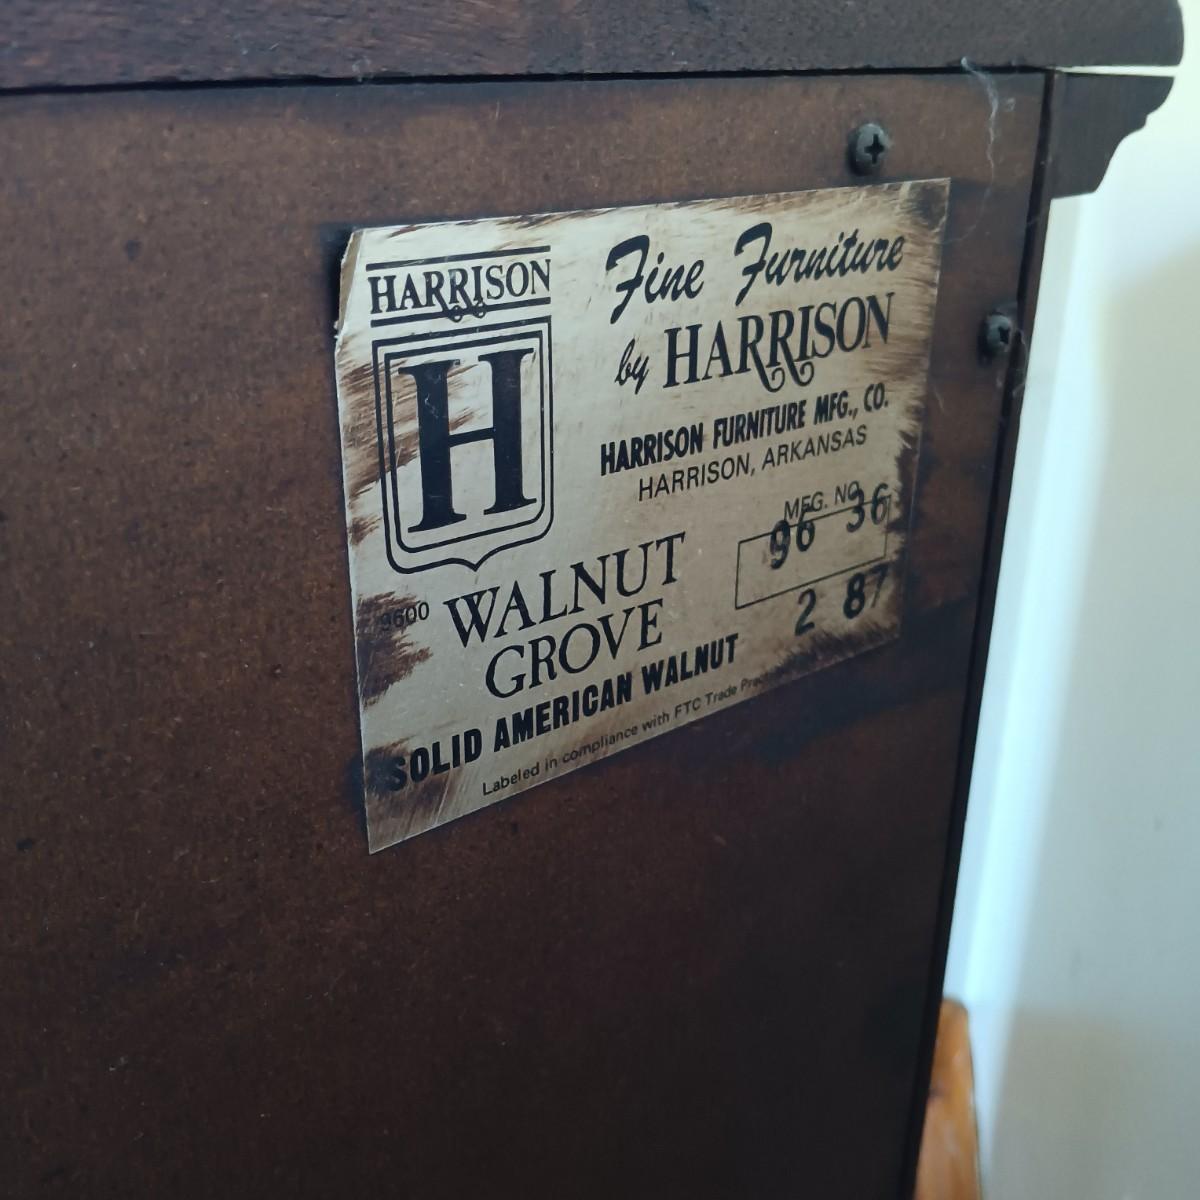 HARRISON
H
Fine Furniture
by HARRISON
HARRISON FURNITURE MFG., CO.
HARRISON, ARKANSAS
MFG. NO.
96 36
2 87
9600 WALNUT
GROVE
SOLID AMERICAN WALNUT
Labeled in compliance with FTC Trade